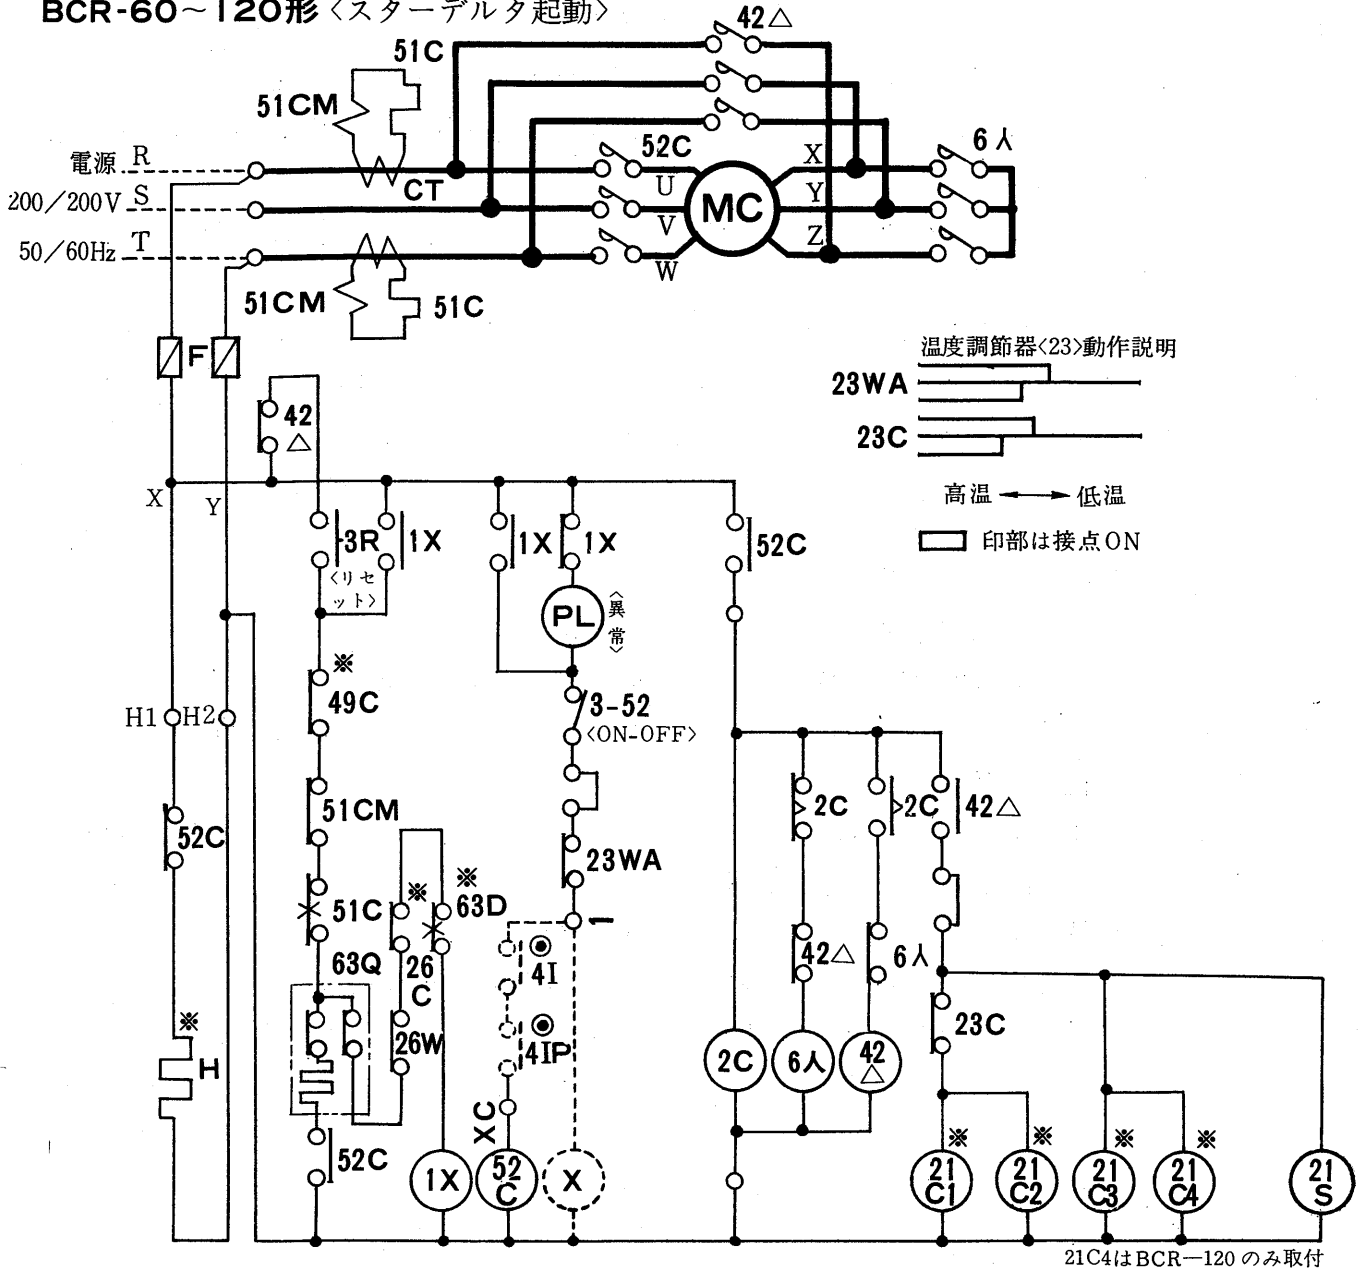 BCR-60～120形〈スターデルタ起動〉
42△
51C
51CM
52C
6人
電源 R
CT
X
U
200/200V S
MC
Y
V
Z
50/60Hz T
W
51CM
51C
F
温度調節器〈23〉動作説明
23WA
23C
高温 ⟷ 低温
印部は接点ON
42
△
X
Y
3R
〈リセ
ット〉
1X
1X
1X
52C
PL
〈異常〉
※
49C
H1
H2
3-52
〈ON-OFF〉
51CM
2C
2C
42△
52C
23WA
※
※
51C
63D
1
63Q
26
C
4I
42△
6人
※
26W
4IP
23C
H
2C
6人
42
△
XC
52C
1X
52
C
X
※
21
C1
※
21
C2
※
21
C3
※
21
C4
21
S
21C4はBCR―120のみ取付